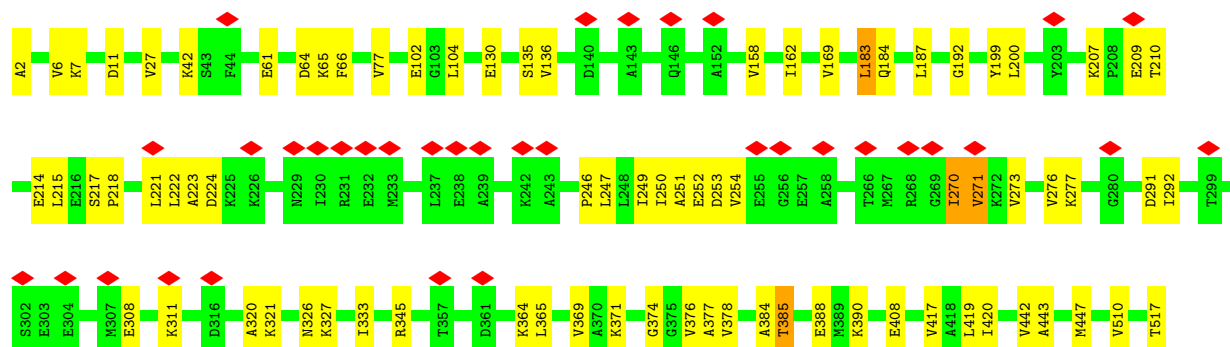 A2 V6 K7 D11 V27 K42 S43 F44 E61 D64 K65 F66 V77 E102 G103 L104 E130 S135 V136 D140 A143 Q146 A152 V158 I162 V169 L183 Q184 L187 G192 Y199 L200 Y203 K207 P208 E209 T210
E214 L215 E216 S217 P218 L221 L222 A223 D224 K225 K226 N229 I230 R231 E232 M233 L237 E238 A239 K242 A243 P246 L247 L248 I249 I250 A251 E252 D253 V254 E255 G256 E257 A258 T266 M267 R268 G269 I270 V271 K272 V273 V276 K277 G280 D291 I292 T299
S302 E303 E304 M307 E308 K311 D316 A320 K321 N326 K327 I333 R345 T357 D361 K364 L365 V369 A370 K371 G374 G375 V376 A377 V378 A384 T385 E388 M389 K390 E408 V417 A418 L419 I420 V442 A443 M447 V510 T517